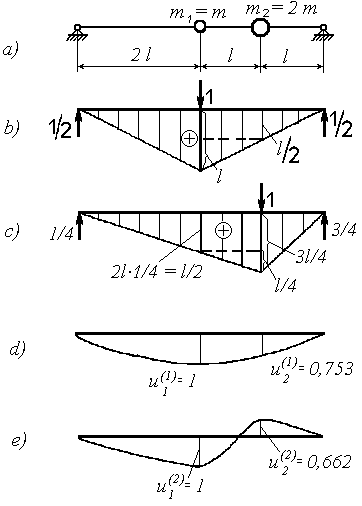 m₁ = m m₂ = 2 m
a)
2 l l l
b)
1
1/2 1/2
+
l/2
l
c)
1
l/4 3/4
+
3l/4
2l·1/4 = l/2
l/4
d)
u₁⁽¹⁾= 1 u₂⁽¹⁾= 0,753
e)
u₂⁽²⁾= 0,662
u₁⁽²⁾= 1